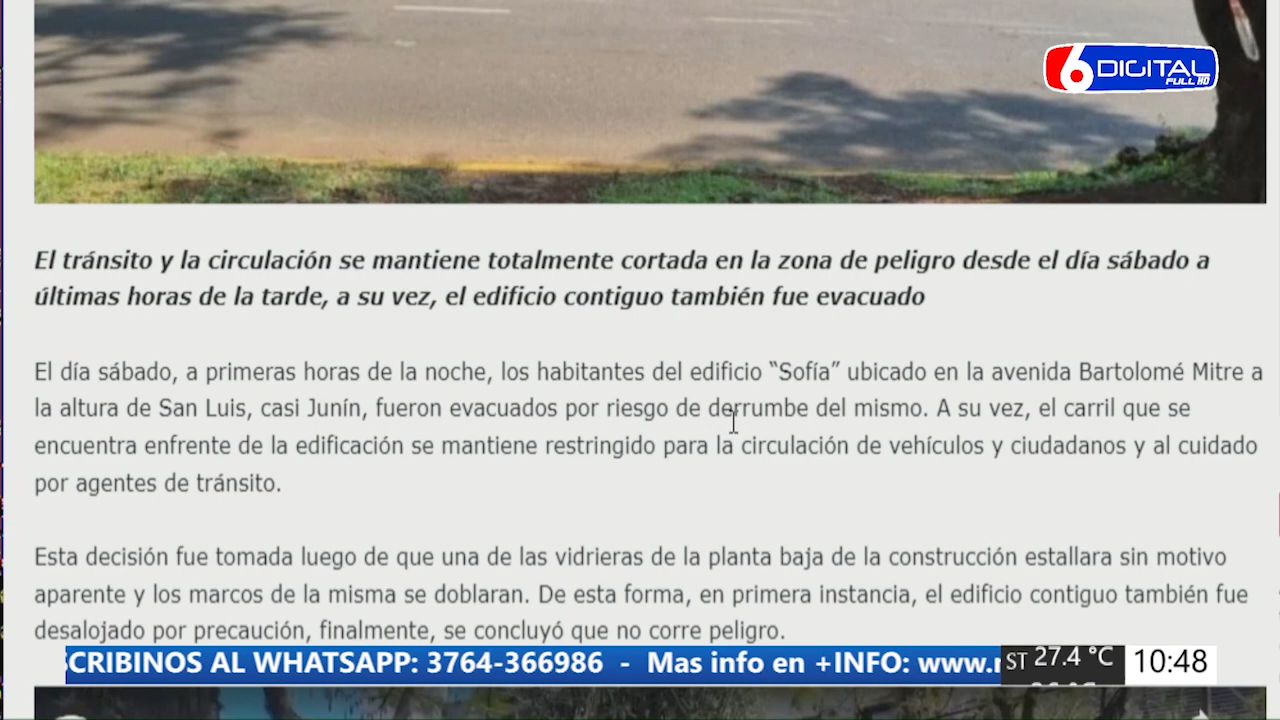 6 DIGITAL
FULL HD
El tránsito y la circulación se mantiene totalmente cortada en la zona de peligro desde el día sábado a
últimas horas de la tarde, a su vez, el edificio contiguo también fue evacuado
El día sábado, a primeras horas de la noche, los habitantes del edificio “Sofía” ubicado en la avenida Bartolomé Mitre a
la altura de San Luis, casi Junín, fueron evacuados por riesgo de derrumbe del mismo. A su vez, el carril que se
encuentra enfrente de la edificación se mantiene restringido para la circulación de vehículos y ciudadanos y al cuidado
por agentes de tránsito.
Esta decisión fue tomada luego de que una de las vidrieras de la planta baja de la construcción estallara sin motivo
aparente y los marcos de la misma se doblaran. De esta forma, en primera instancia, el edificio contiguo también fue
desalojado por precaución, finalmente, se concluyó que no corre peligro.
SCRIBINOS AL WHATSAPP: 3764-366986 - Mas info en +INFO: www. ST 27.4 °C 10:48